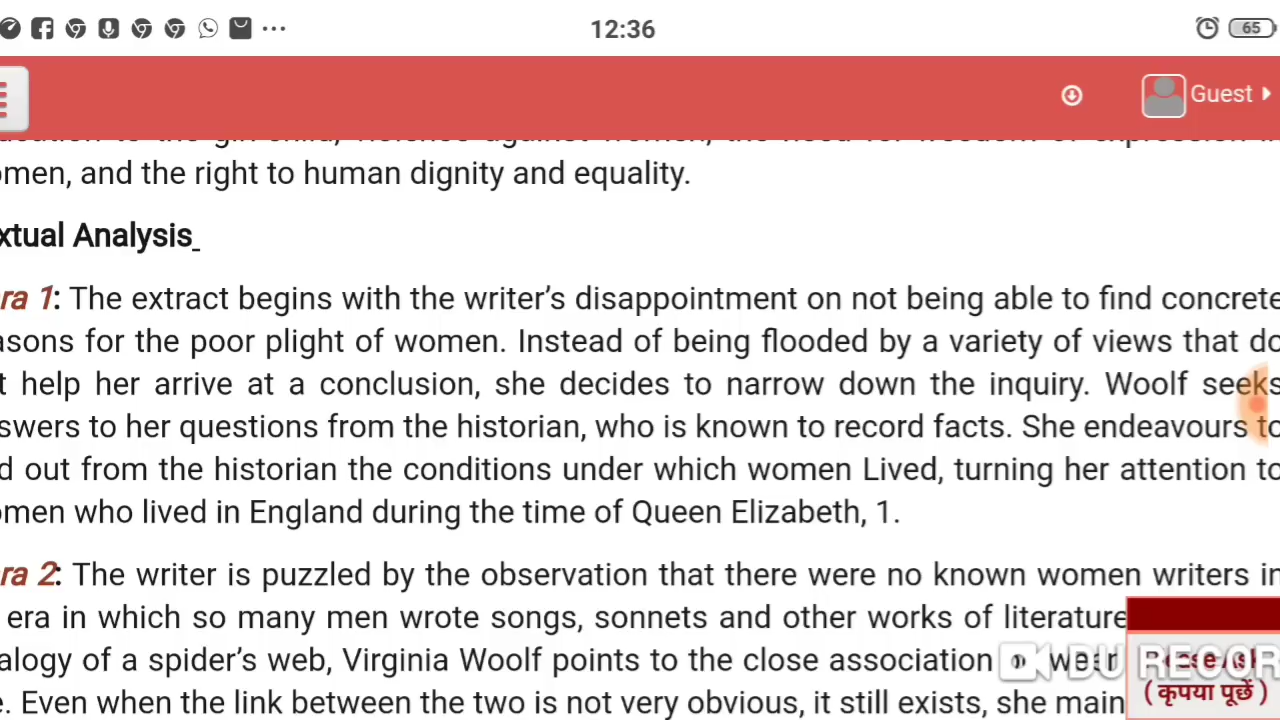 12:36
65
Guest
omen, and the right to human dignity and equality.
xtual Analysis
ra 1: The extract begins with the writer's disappointment on not being able to find concrete
asons for the poor plight of women. Instead of being flooded by a variety of views that do
t help her arrive at a conclusion, she decides to narrow down the inquiry. Woolf seeks
swers to her questions from the historian, who is known to record facts. She endeavours to
d out from the historian the conditions under which women Lived, turning her attention to
omen who lived in England during the time of Queen Elizabeth, 1.
ra 2: The writer is puzzled by the observation that there were no known women writers in
era in which so many men wrote songs, sonnets and other works of literature
alogy of a spider's web, Virginia Woolf points to the close association
DU RECOR
(कृपया पूछें)
e. Even when the link between the two is not very obvious, it still exists, she main